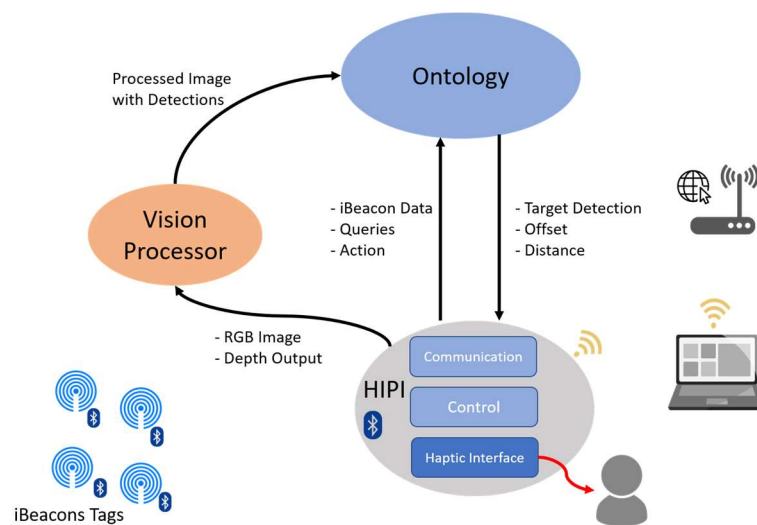 Processed Image
with Detections
Ontology
Vision
Processor
- iBeacon Data
- Queries
- Action
- Target Detection
- Offset
- Distance
- RGB Image
- Depth Output
HIPI
Communication
Control
Haptic Interface
iBeacons Tags